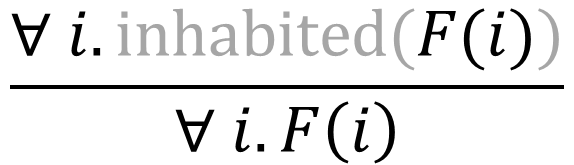 ∀ i. inhabited(F(i))
∀ i. F(i)